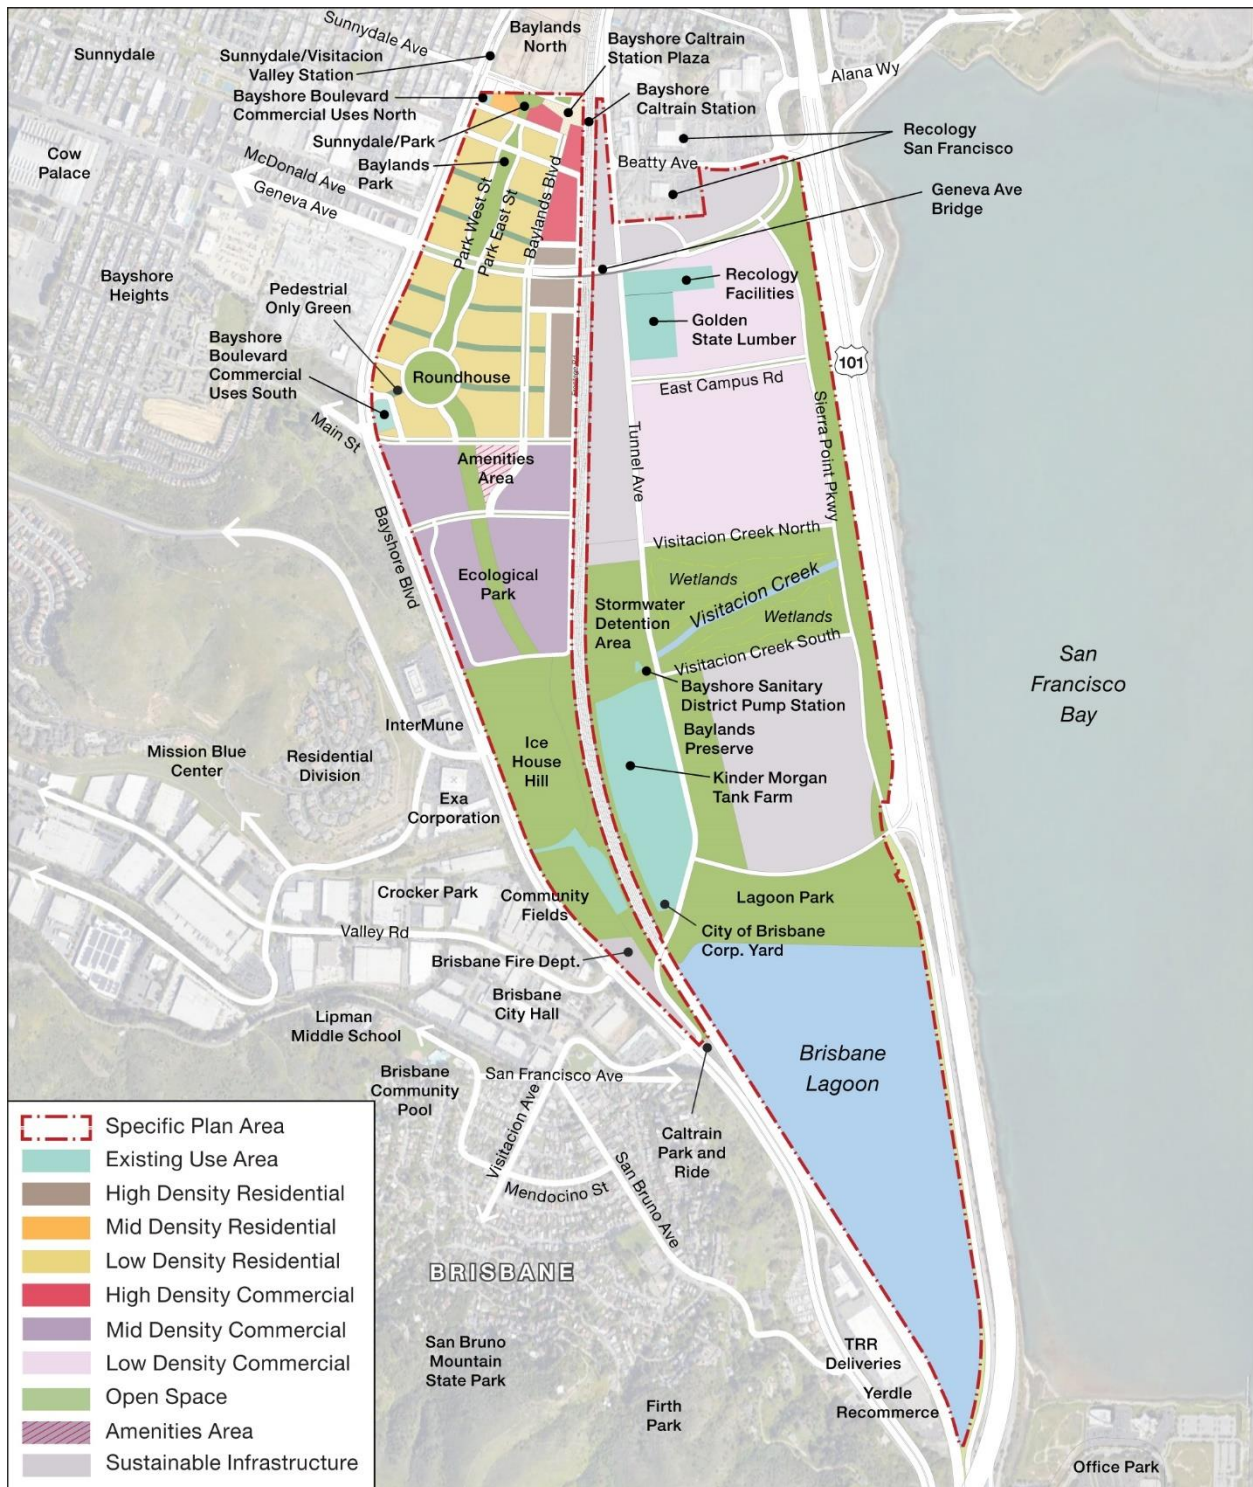 Sunnydale Ave
Baylands
North
Sunnydale
Sunnydale/Visitacion
Valley Station
Bayshore Caltrain
Station Plaza
Alana Wy
Bayshore Boulevard
Commercial Uses North
Bayshore
Caltrain Station
Sunnydale/Park
Recology
San Francisco
Cow
Palace
McDonald Ave
Baylands
Park
Beatty Ave
Geneva Ave
Geneva Ave
Bridge
Park West St
Park East St
Baylands Blvd
Bayshore
Heights
Pedestrial
Only Green
Recology
Facilities
Golden
State Lumber
Bayshore
Boulevard
Commercial
Uses South
Roundhouse
East Campus Rd
101
Main St
Tunnel Ave
Sierra Point Pkwy
Amenities
Area
Bayshore Blvd
Visitacion Creek North
Ecological
Park
Wetlands
Visitacion Creek
Stormwater
Detention
Area
Wetlands
Visitacion Creek South
San
Francisco
Bay
Bayshore Sanitary
District Pump Station
InterMune
Baylands
Preserve
Mission Blue
Center
Residential
Division
Ice
House
Hill
Kinder Morgan
Tank Farm
Exa
Corporation
Crocker Park
Community
Fields
Lagoon Park
Valley Rd
City of Brisbane
Corp. Yard
Brisbane Fire Dept.
Brisbane
City Hall
Lipman
Middle School
Brisbane
Lagoon
Brisbane
Community
Pool
San Francisco Ave
Visitacion Ave
Caltrain
Park and
Ride
Mendocino St
San Bruno Ave
BRISBANE
San Bruno
Mountain
State Park
TRR
Deliveries
Firth
Park
Yerdle
Recommerce
Office Park
Specific Plan Area
Existing Use Area
High Density Residential
Mid Density Residential
Low Density Residential
High Density Commercial
Mid Density Commercial
Low Density Commercial
Open Space
Amenities Area
Sustainable Infrastructure